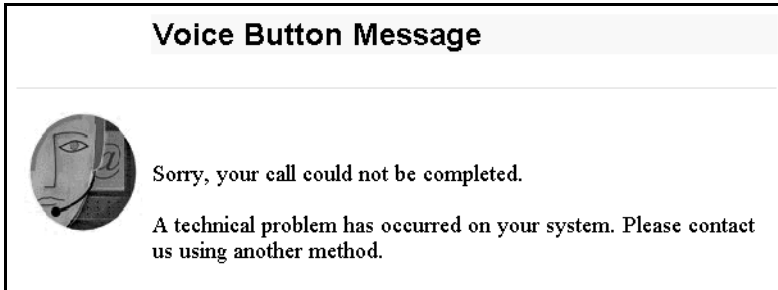 Voice Button Message
@
Sorry, your call could not be completed.
A technical problem has occurred on your system. Please contact
us using another method.